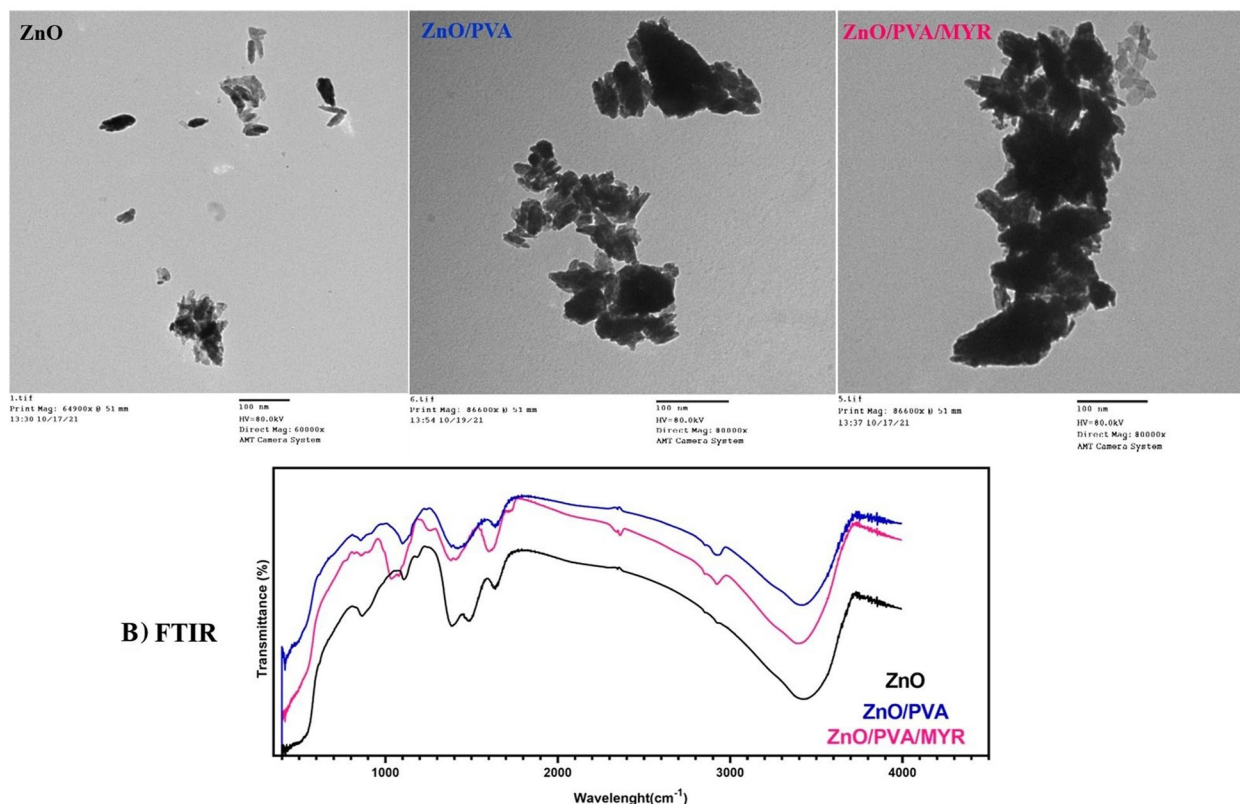 ZnO
ZnO/PVA
ZnO/PVA/MYR
1.tif
Print Mag: 64900x @ 51 mm
13:30 10/17/21
100 nm
HV=80.0kV
Direct Mag: 60000x
AMT Camera System
6.tif
Print Mag: 86600x @ 51 mm
13:54 10/19/21
100 nm
HV=80.0kV
Direct Mag: 80000x
AMT Camera System
5.tif
Print Mag: 86600x @ 51 mm
13:37 10/17/21
100 nm
HV=80.0kV
Direct Mag: 80000x
AMT Camera System
B) FTIR
Transmittance (%)
ZnO
ZnO/PVA
ZnO/PVA/MYR
1000 2000 3000 4000
Wavelenght(cm-1)